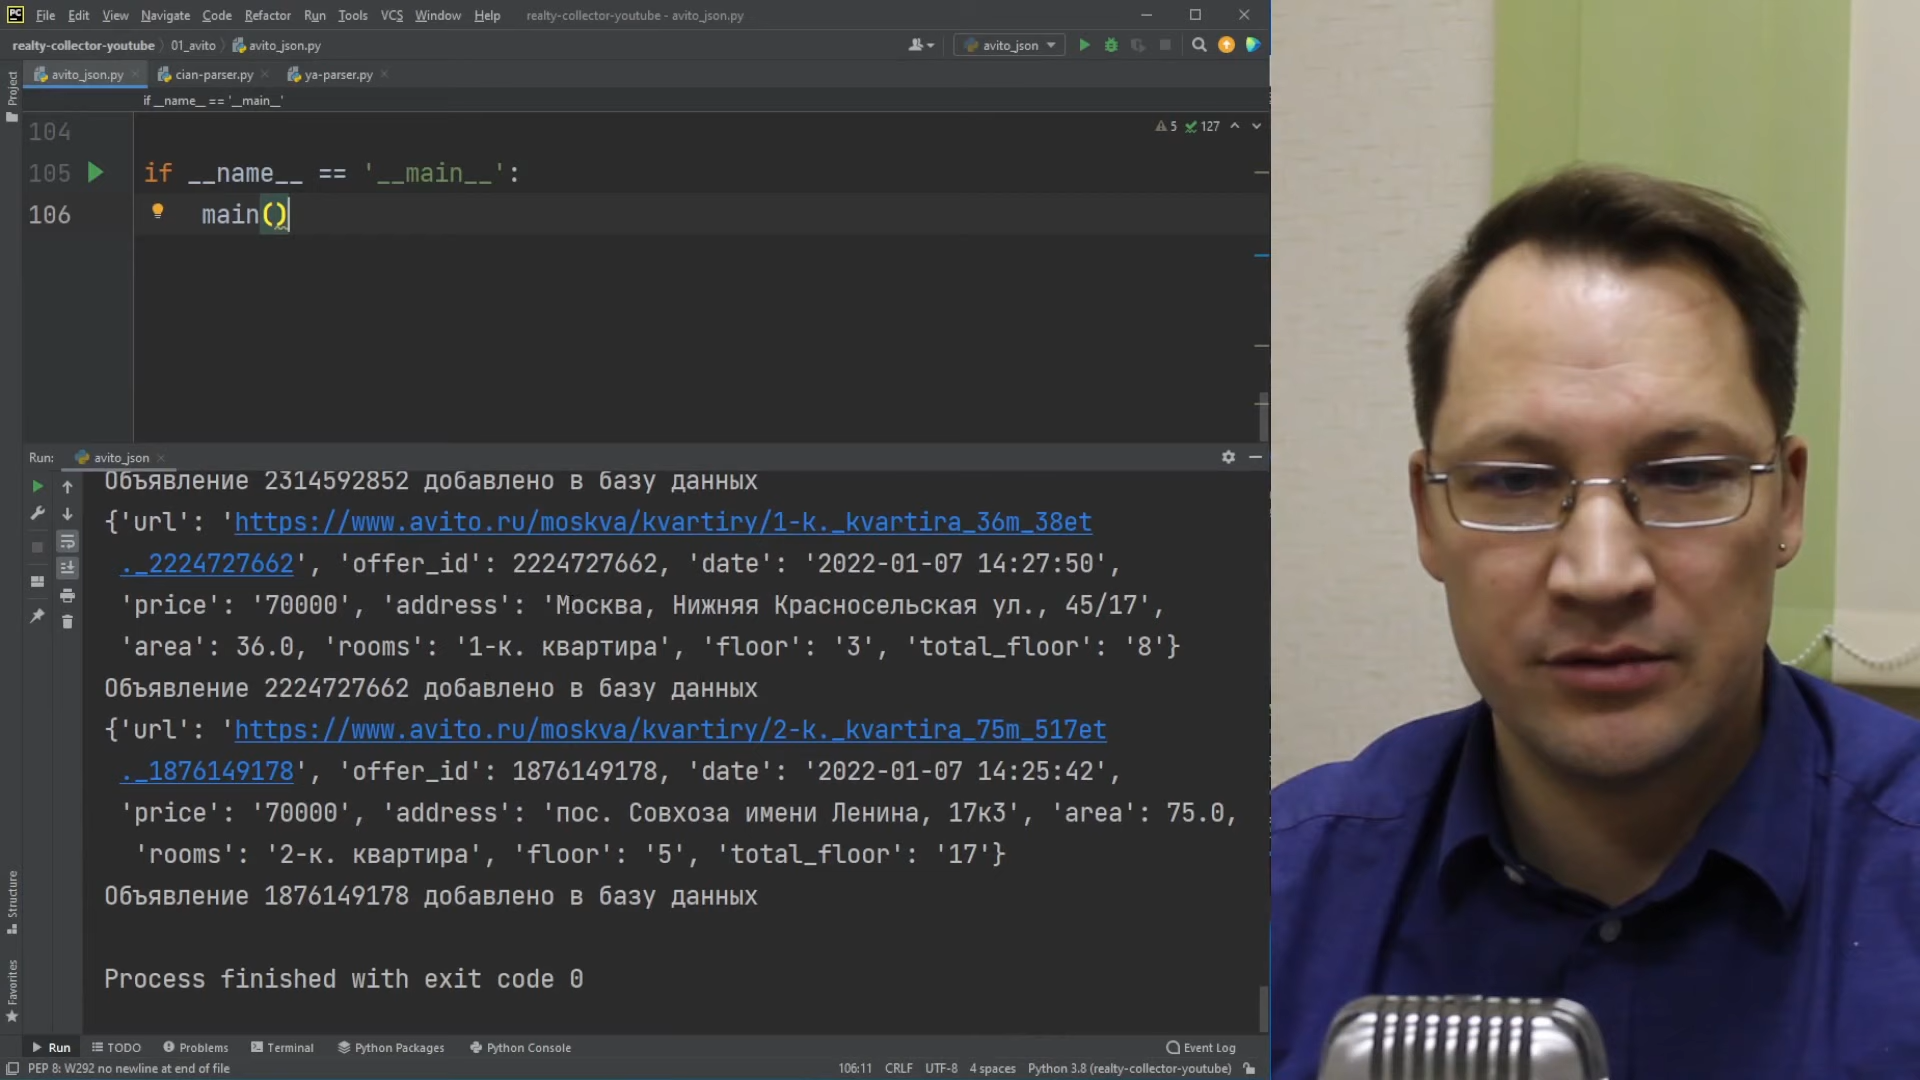 File Edit View Navigate Code Refactor Run Tools VCS Window Help realty-collector-youtube - avito_json.py
realty-collector-youtube 01_avito avito_json.py avito_json
avito_json.py cian-parser.py ya-parser.py
if __name__ == '__main__'
Project
5 127
104
105 if __name__ == '__main__':
106 main()
Run: avito_json
Объявление 2314592852 добавлено в базу данных
{'url': 'https://www.avito.ru/moskva/kvartiry/1-k._kvartira_36m_38et
._2224727662', 'offer_id': 2224727662, 'date': '2022-01-07 14:27:50',
'price': '70000', 'address': 'Москва, Нижняя Красносельская ул., 45/17',
'area': 36.0, 'rooms': '1-к. квартира', 'floor': '3', 'total_floor': '8'}
Объявление 2224727662 добавлено в базу данных
{'url': 'https://www.avito.ru/moskva/kvartiry/2-k._kvartira_75m_517et
._1876149178', 'offer_id': 1876149178, 'date': '2022-01-07 14:25:42',
'price': '70000', 'address': 'пос. Совхоза имени Ленина, 17к3', 'area': 75.0,
'rooms': '2-к. квартира', 'floor': '5', 'total_floor': '17'}
Объявление 1876149178 добавлено в базу данных
Process finished with exit code 0
Structure
Favorites
Run TODO Problems Terminal Python Packages Python Console Event Log
PEP 8: W292 no newline at end of file 106:11 CRLF UTF-8 4 spaces Python 3.8 (realty-collector-youtube)